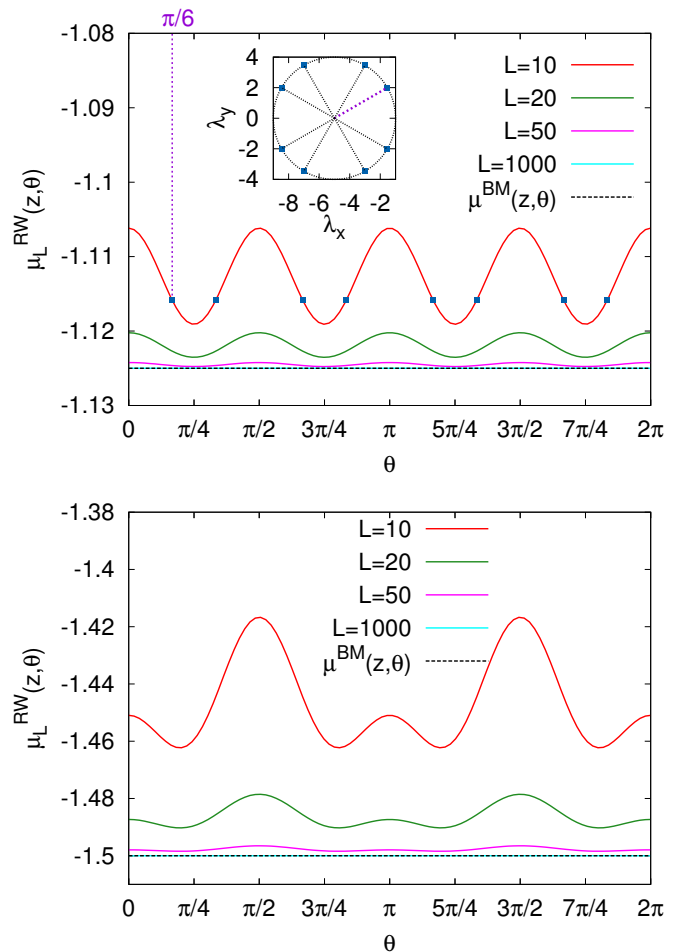 π/6
-1.08
-1.09
-1.1
-1.11
-1.12
-1.13
μ_L^RW(z,θ)
4
2
0
-2
-4
λ_y
-8 -6 -4 -2
λ_x
L=10
L=20
L=50
L=1000
μ^BM(z,θ)
0 π/4 π/2 3π/4 π 5π/4 3π/2 7π/4 2π
θ
-1.38
-1.4
-1.42
-1.44
-1.46
-1.48
-1.5
μ_L^RW(z,θ)
L=10
L=20
L=50
L=1000
μ^BM(z,θ)
0 π/4 π/2 3π/4 π 5π/4 3π/2 7π/4 2π
θ